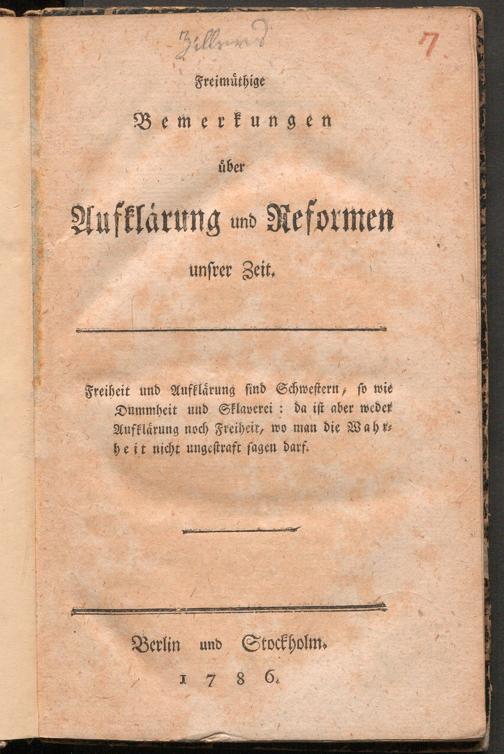 7.
Freimüthige
Bemerkungen
über
Aufklärung und Reformen
unsrer Zeit.
Freiheit und Aufklärung sind Schwestern, so wie
Dummheit und Sklaverei: da ist aber weder
Aufklärung noch Freiheit, wo man die Wahr-
heit nicht ungestraft sagen darf.
Berlin und Stockholm.
1786.